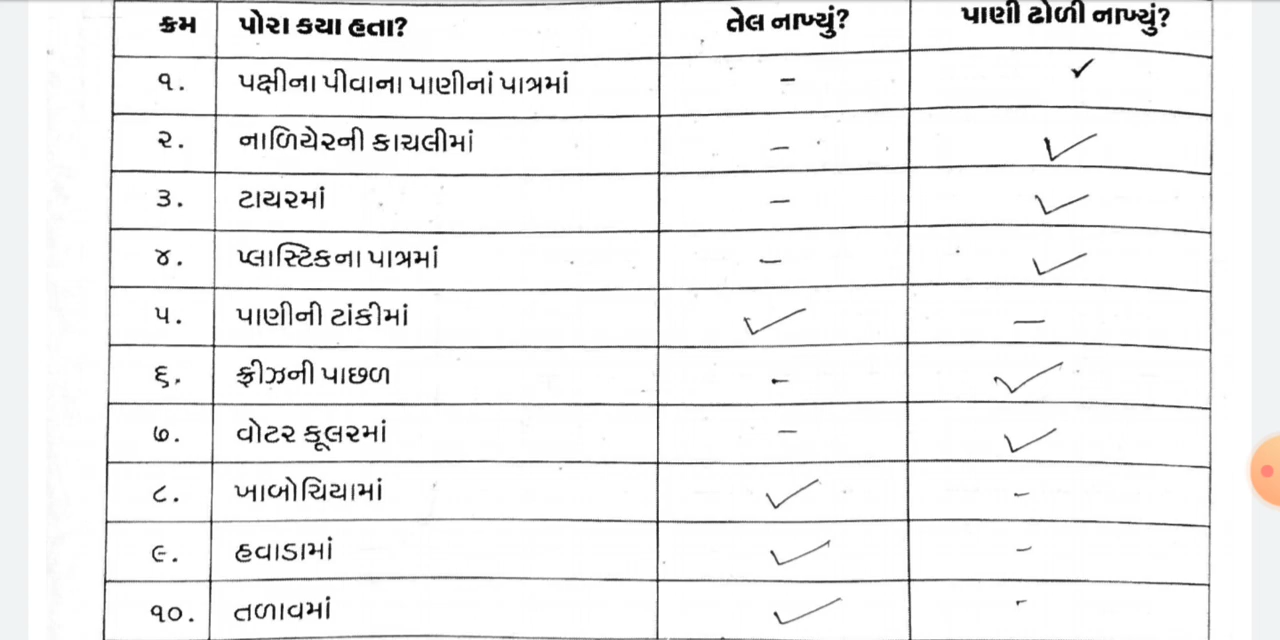 ક્રમ પોરા કયા હતા? તેલ નાખ્યું? પાણી ઢોળી નાખ્યું?
૧. પક્ષીના પીવાના પાણીનાં પાત્રમાં – ✓
૨. નાળિયેરની કાચલીમાં – ✓
૩. ટાયરમાં – ✓
૪. પ્લાસ્ટિકના પાત્રમાં – ✓
૫. પાણીની ટાંકીમાં ✓ –
૬. ફ્રીઝની પાછળ – ✓
૭. વોટર કૂલરમાં – ✓
૮. ખાબોચિયામાં ✓ –
૯. હવાડામાં ✓ –
૧૦. તળાવમાં ✓ –